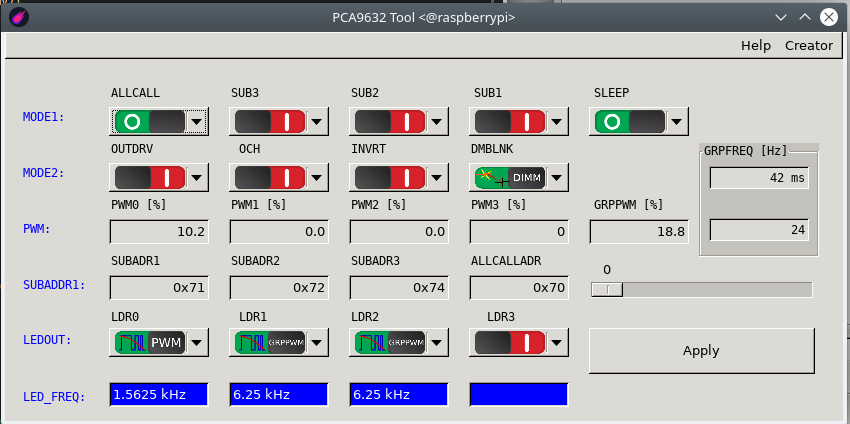 PCA9632 Tool <@raspberrypi>
Help Creator
ALLCALL SUB3 SUB2 SUB1 SLEEP
MODE1:
OUTDRV OCH INVRT DMBLNK GRPFREQ [Hz]
MODE2: DIMM 42 ms
PWM0 [%] PWM1 [%] PWM2 [%] PWM3 [%] GRPPWM [%]
PWM: 10.2 0.0 0.0 0 18.8 24
SUBADR1 SUBADR2 SUBADR3 ALLCALLADR 0
SUBADDR1: 0x71 0x72 0x74 0x70
LDR0 LDR1 LDR2 LDR3
LEDOUT: PWM GRPPWM GRPPWM Apply
LED_FREQ: 1.5625 kHz 6.25 kHz 6.25 kHz